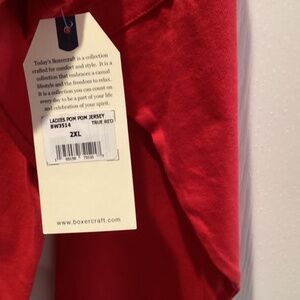 Today's Boxercraft is a collection
crafted for comfort and style. It is a
collection that embraces a casual
lifestyle and the freedom to relax.
It is a collection you can count on
every day to be a part of your life
and celebration of your spirit.
LADIES POM POM JERSEY
BW3514 TRUE RED
2XL
www.boxercraft.com